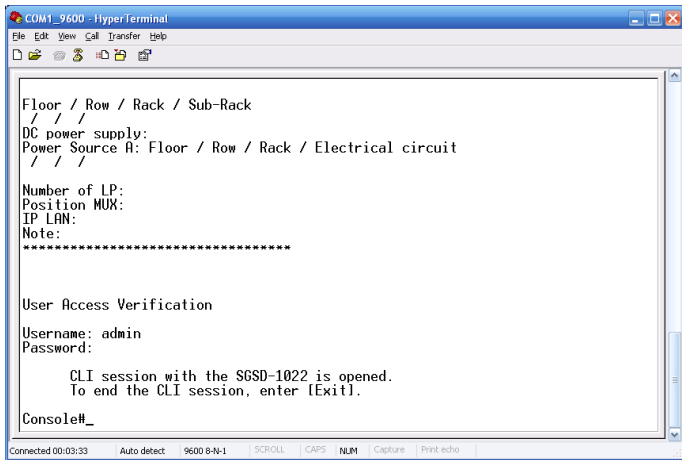 COM1_9600 - HyperTerminal
File Edit View Call Transfer Help
Floor / Row / Rack / Sub-Rack
/ / /
DC power supply:
Power Source A: Floor / Row / Rack / Electrical circuit
/ / /
Number of LP:
Position MUX:
IP LAN:
Note:
**********************************
User Access Verification
Username: admin
Password:
CLI session with the SGSD-1022 is opened.
To end the CLI session, enter [Exit].
Console#_
Connected 00:03:33 Auto detect 9600 8-N-1 SCROLL CAPS NUM Capture Print echo